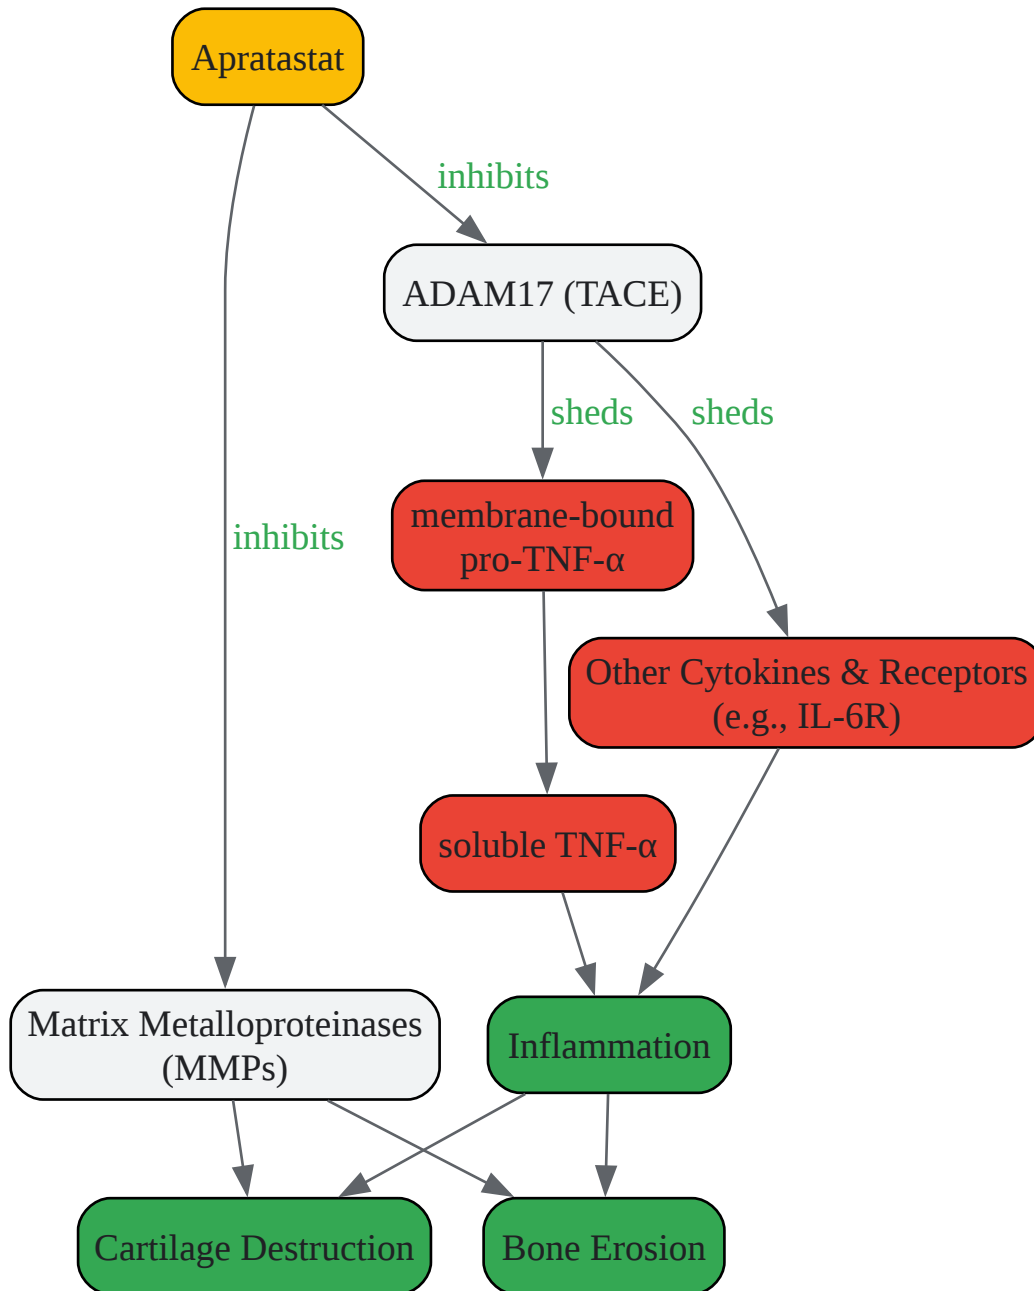 Apratastat
inhibits
ADAM17 (TACE)
sheds
sheds
membrane-bound
pro-TNF-α
inhibits
Other Cytokines & Receptors
(e.g., IL-6R)
soluble TNF-α
Matrix Metalloproteinases
(MMPs)
Inflammation
Cartilage Destruction
Bone Erosion